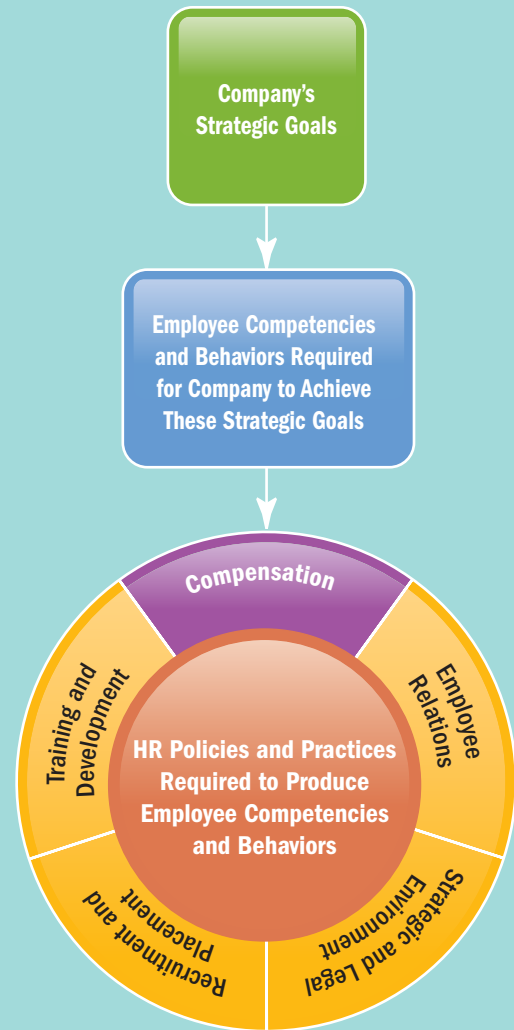 Company's
Strategic Goals
Employee Competencies
and Behaviors Required
for Company to Achieve
These Strategic Goals
Compensation
Training and
Development
Employee
Relations
HR Policies and Practices
Required to Produce
Employee Competencies
and Behaviors
Recruitment and
Placement
Strategic and Legal
Environment